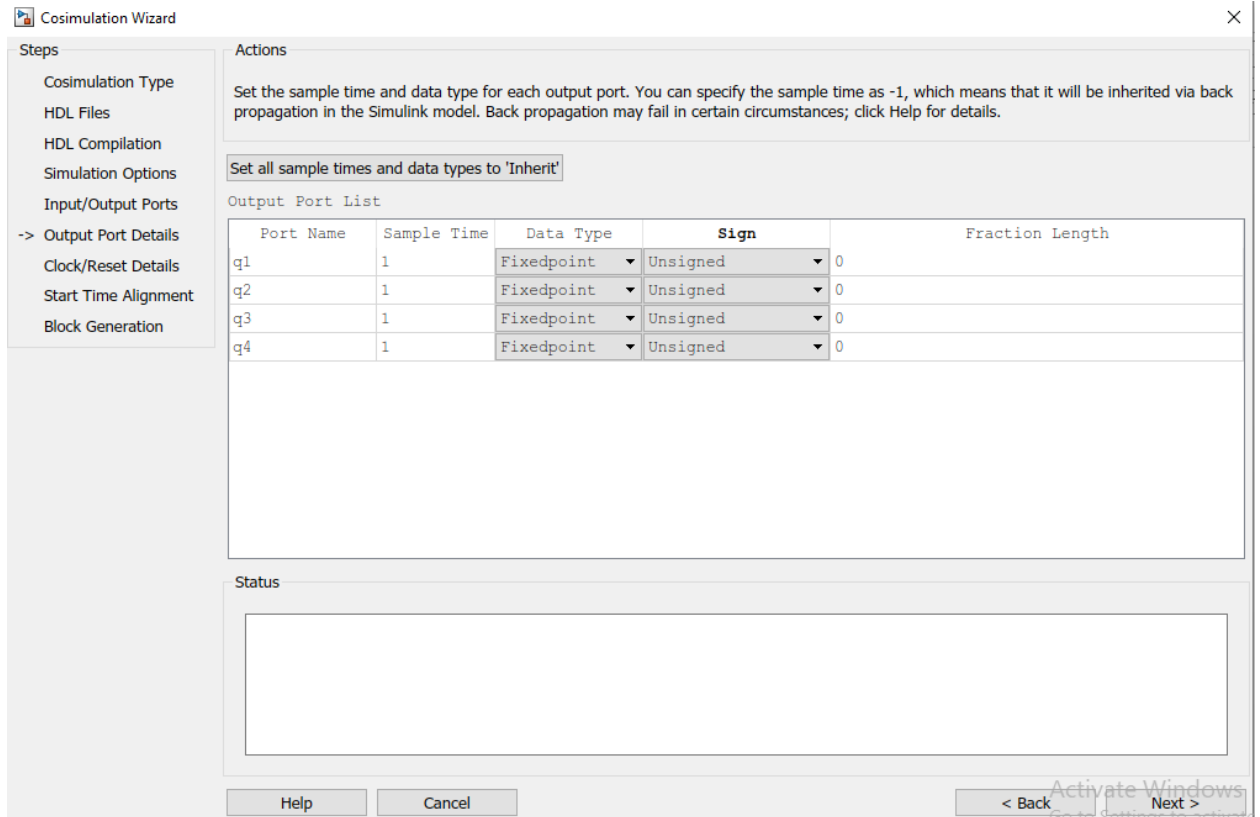 Cosimulation Wizard
Steps
Cosimulation Type
HDL Files
HDL Compilation
Simulation Options
Input/Output Ports
-> Output Port Details
Clock/Reset Details
Start Time Alignment
Block Generation
Actions
Set the sample time and data type for each output port. You can specify the sample time as -1, which means that it will be inherited via back
propagation in the Simulink model. Back propagation may fail in certain circumstances; click Help for details.
Set all sample times and data types to 'Inherit'
Output Port List
Port Name Sample Time Data Type Sign Fraction Length
q1 1 Fixedpoint Unsigned 0
q2 1 Fixedpoint Unsigned 0
q3 1 Fixedpoint Unsigned 0
q4 1 Fixedpoint Unsigned 0
Status
Activate Windows
Help Cancel < Back Next >
Go to Settings to activate